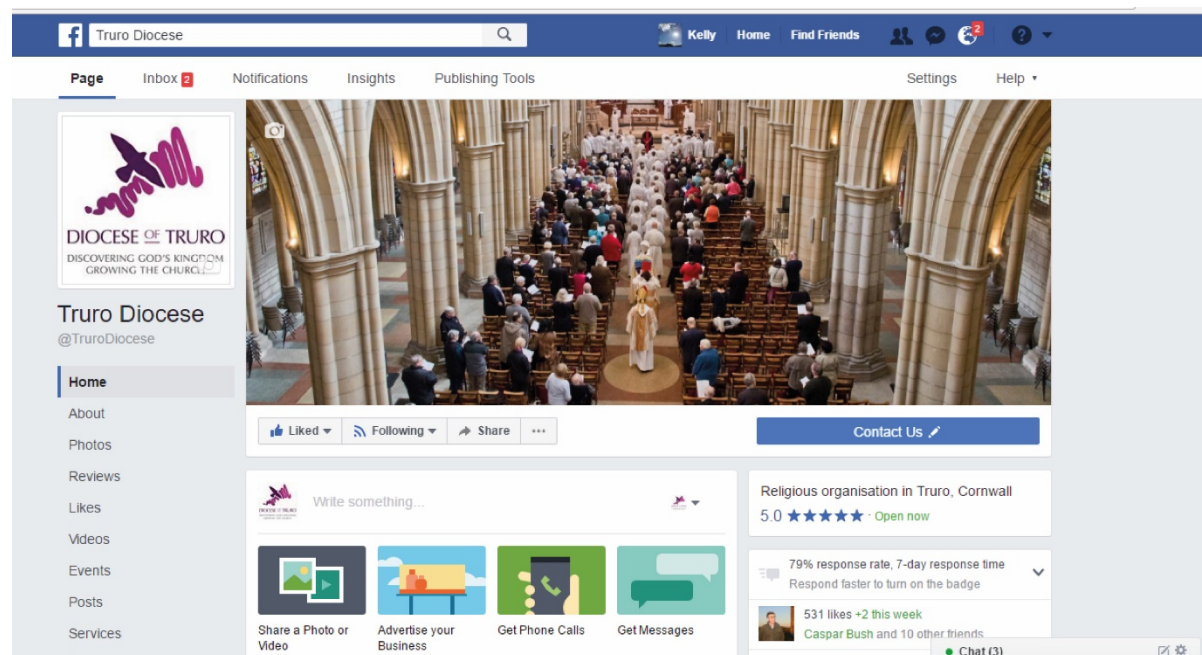 Truro Diocese
Kelly Home Find Friends 2
Page Inbox 2 Notifications Insights Publishing Tools Settings Help
DIOCESE OF TRURO
DISCOVERING GOD'S KINGDOM
GROWING THE CHURCH
Truro Diocese
@TruroDiocese
Home
About
Photos
Reviews
Likes
Videos
Events
Posts
Services
Liked Following Share ...
Contact Us
DIOCESE OF TRURO
Write something...
Share a Photo or
Video
Advertise your
Business
Get Phone Calls
Get Messages
Religious organisation in Truro, Cornwall
5.0 ★★★★★ · Open now
79% response rate, 7-day response time
Respond faster to turn on the badge
531 likes +2 this week
Caspar Bush and 10 other friends
Chat (3)